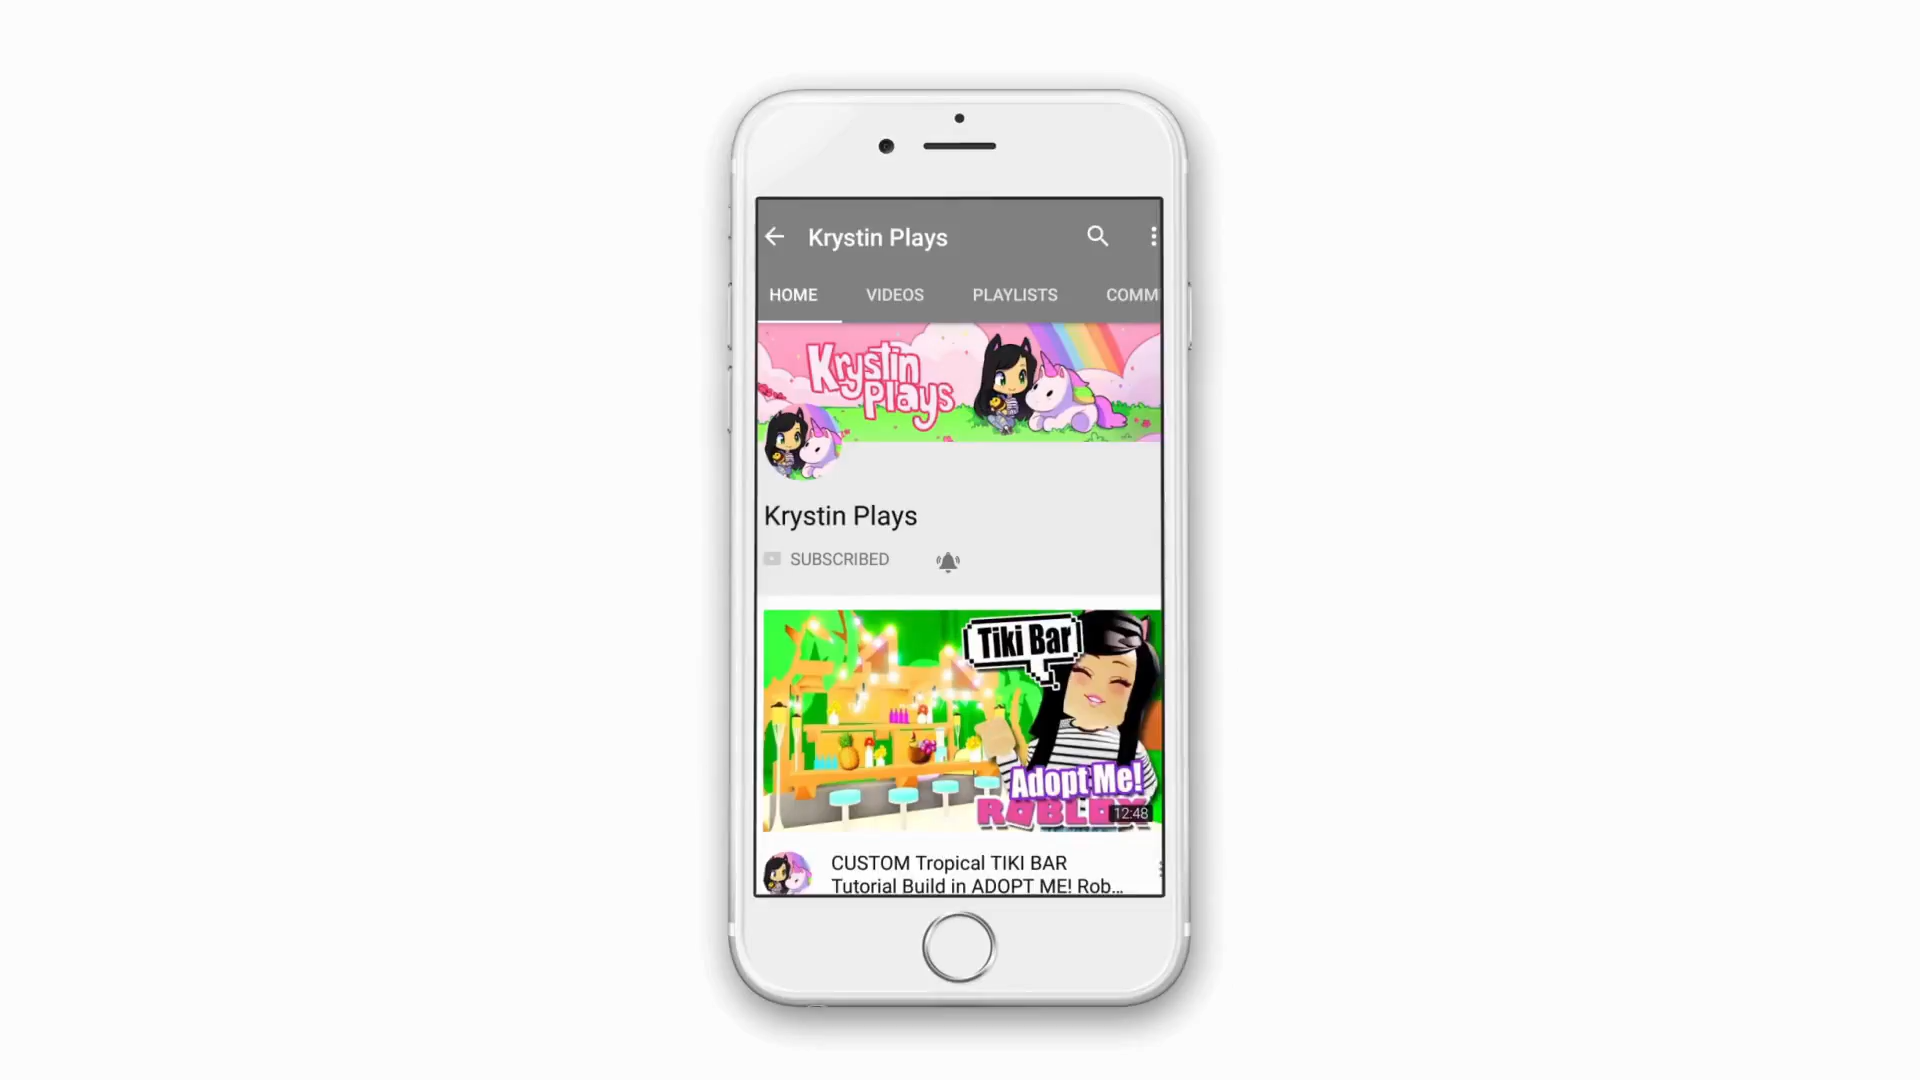 Krystin Plays
HOME VIDEOS PLAYLISTS COMM
Krystin
Plays
Krystin Plays
SUBSCRIBED
Tiki Bar
Adopt Me!
ROBLOX
12:48
CUSTOM Tropical TIKI BAR
Tutorial Build in ADOPT ME! Rob...